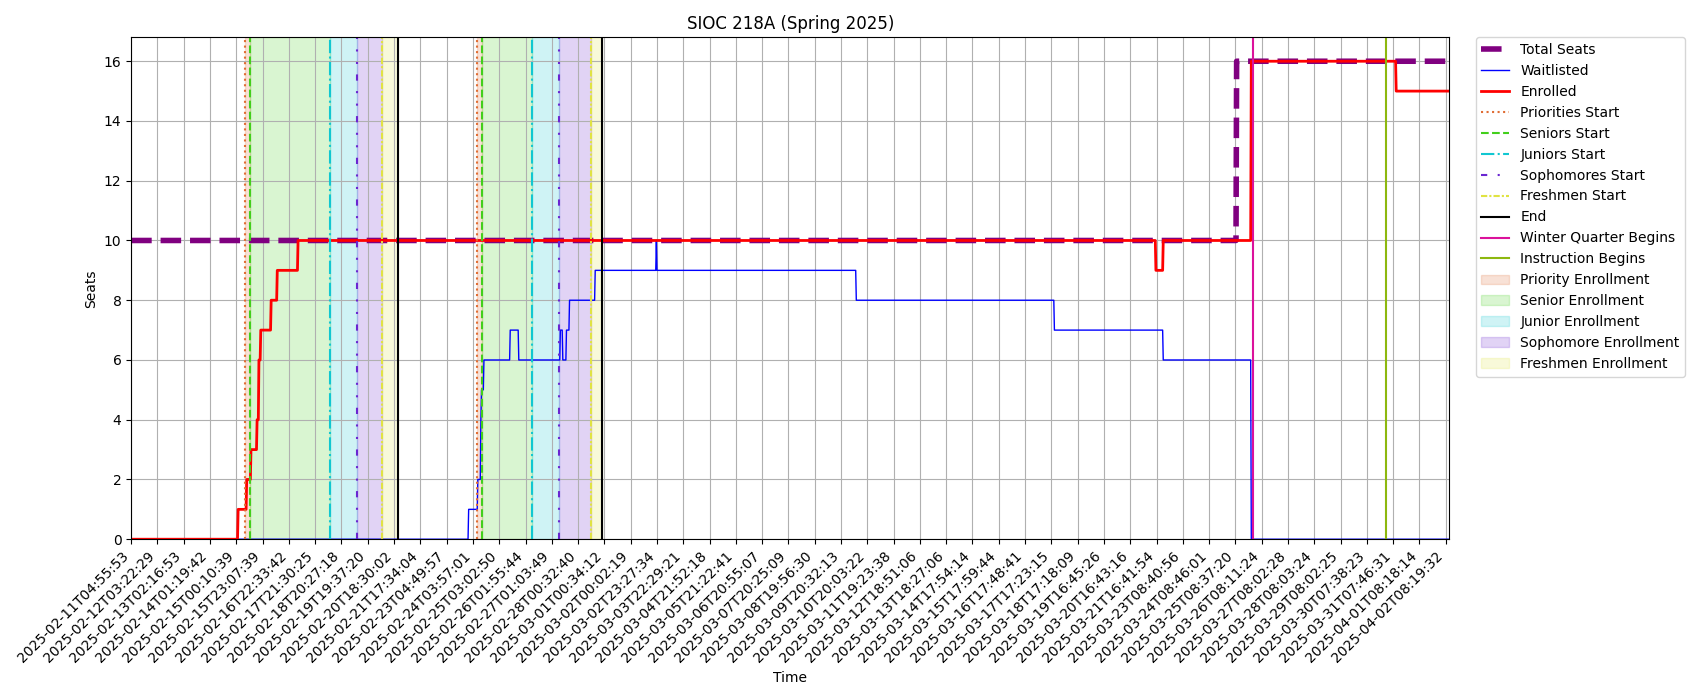 SIOC 218A (Spring 2025)
Seats
16
14
12
10
8
6
4
2
0
2025-02-11T04:55:53
2025-02-12T03:22:29
2025-02-13T02:16:53
2025-02-14T01:19:42
2025-02-15T00:10:39
2025-02-15T23:07:39
2025-02-16T22:33:42
2025-02-17T21:30:25
2025-02-18T20:27:18
2025-02-19T19:37:20
2025-02-20T18:30:02
2025-02-21T17:34:04
2025-02-23T04:49:57
2025-02-24T03:57:01
2025-02-25T03:02:50
2025-02-26T01:55:44
2025-02-27T01:03:49
2025-02-28T00:32:40
2025-03-01T00:34:12
2025-03-02T00:02:19
2025-03-02T23:27:34
2025-03-03T22:29:21
2025-03-04T21:52:18
2025-03-05T21:22:41
2025-03-06T20:55:07
2025-03-07T20:25:09
2025-03-08T19:56:30
2025-03-09T20:32:13
2025-03-10T20:03:22
2025-03-11T19:23:38
2025-03-12T18:51:06
2025-03-13T18:27:06
2025-03-14T17:54:14
2025-03-15T17:59:44
2025-03-16T17:48:41
2025-03-17T17:23:15
2025-03-18T17:18:09
2025-03-19T16:45:26
2025-03-20T16:43:16
2025-03-21T16:41:54
2025-03-23T08:40:56
2025-03-24T08:46:01
2025-03-25T08:37:20
2025-03-26T08:11:24
2025-03-27T08:02:28
2025-03-28T08:03:24
2025-03-29T08:02:25
2025-03-30T07:38:23
2025-03-31T07:46:31
2025-04-01T08:18:14
2025-04-02T08:19:32
Time
Total Seats
Waitlisted
Enrolled
Priorities Start
Seniors Start
Juniors Start
Sophomores Start
Freshmen Start
End
Winter Quarter Begins
Instruction Begins
Priority Enrollment
Senior Enrollment
Junior Enrollment
Sophomore Enrollment
Freshmen Enrollment